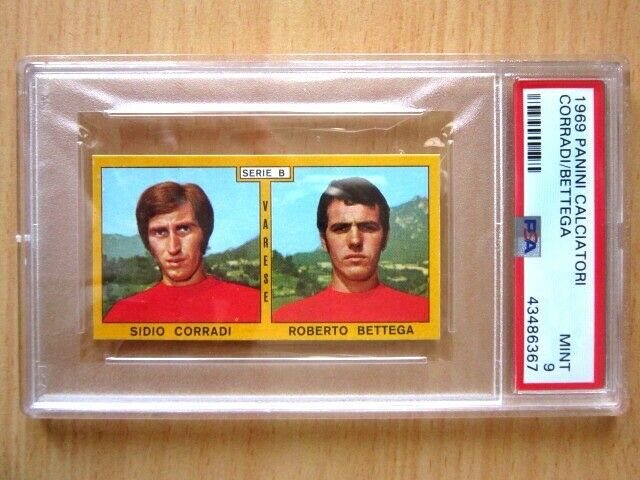 SERIE B
VARESE
SIDIO CORRADI
ROBERTO BETTEGA
1969 PANINI CALCIATORI
CORRADI/BETTEGA
MINT
9
PSA
43486367